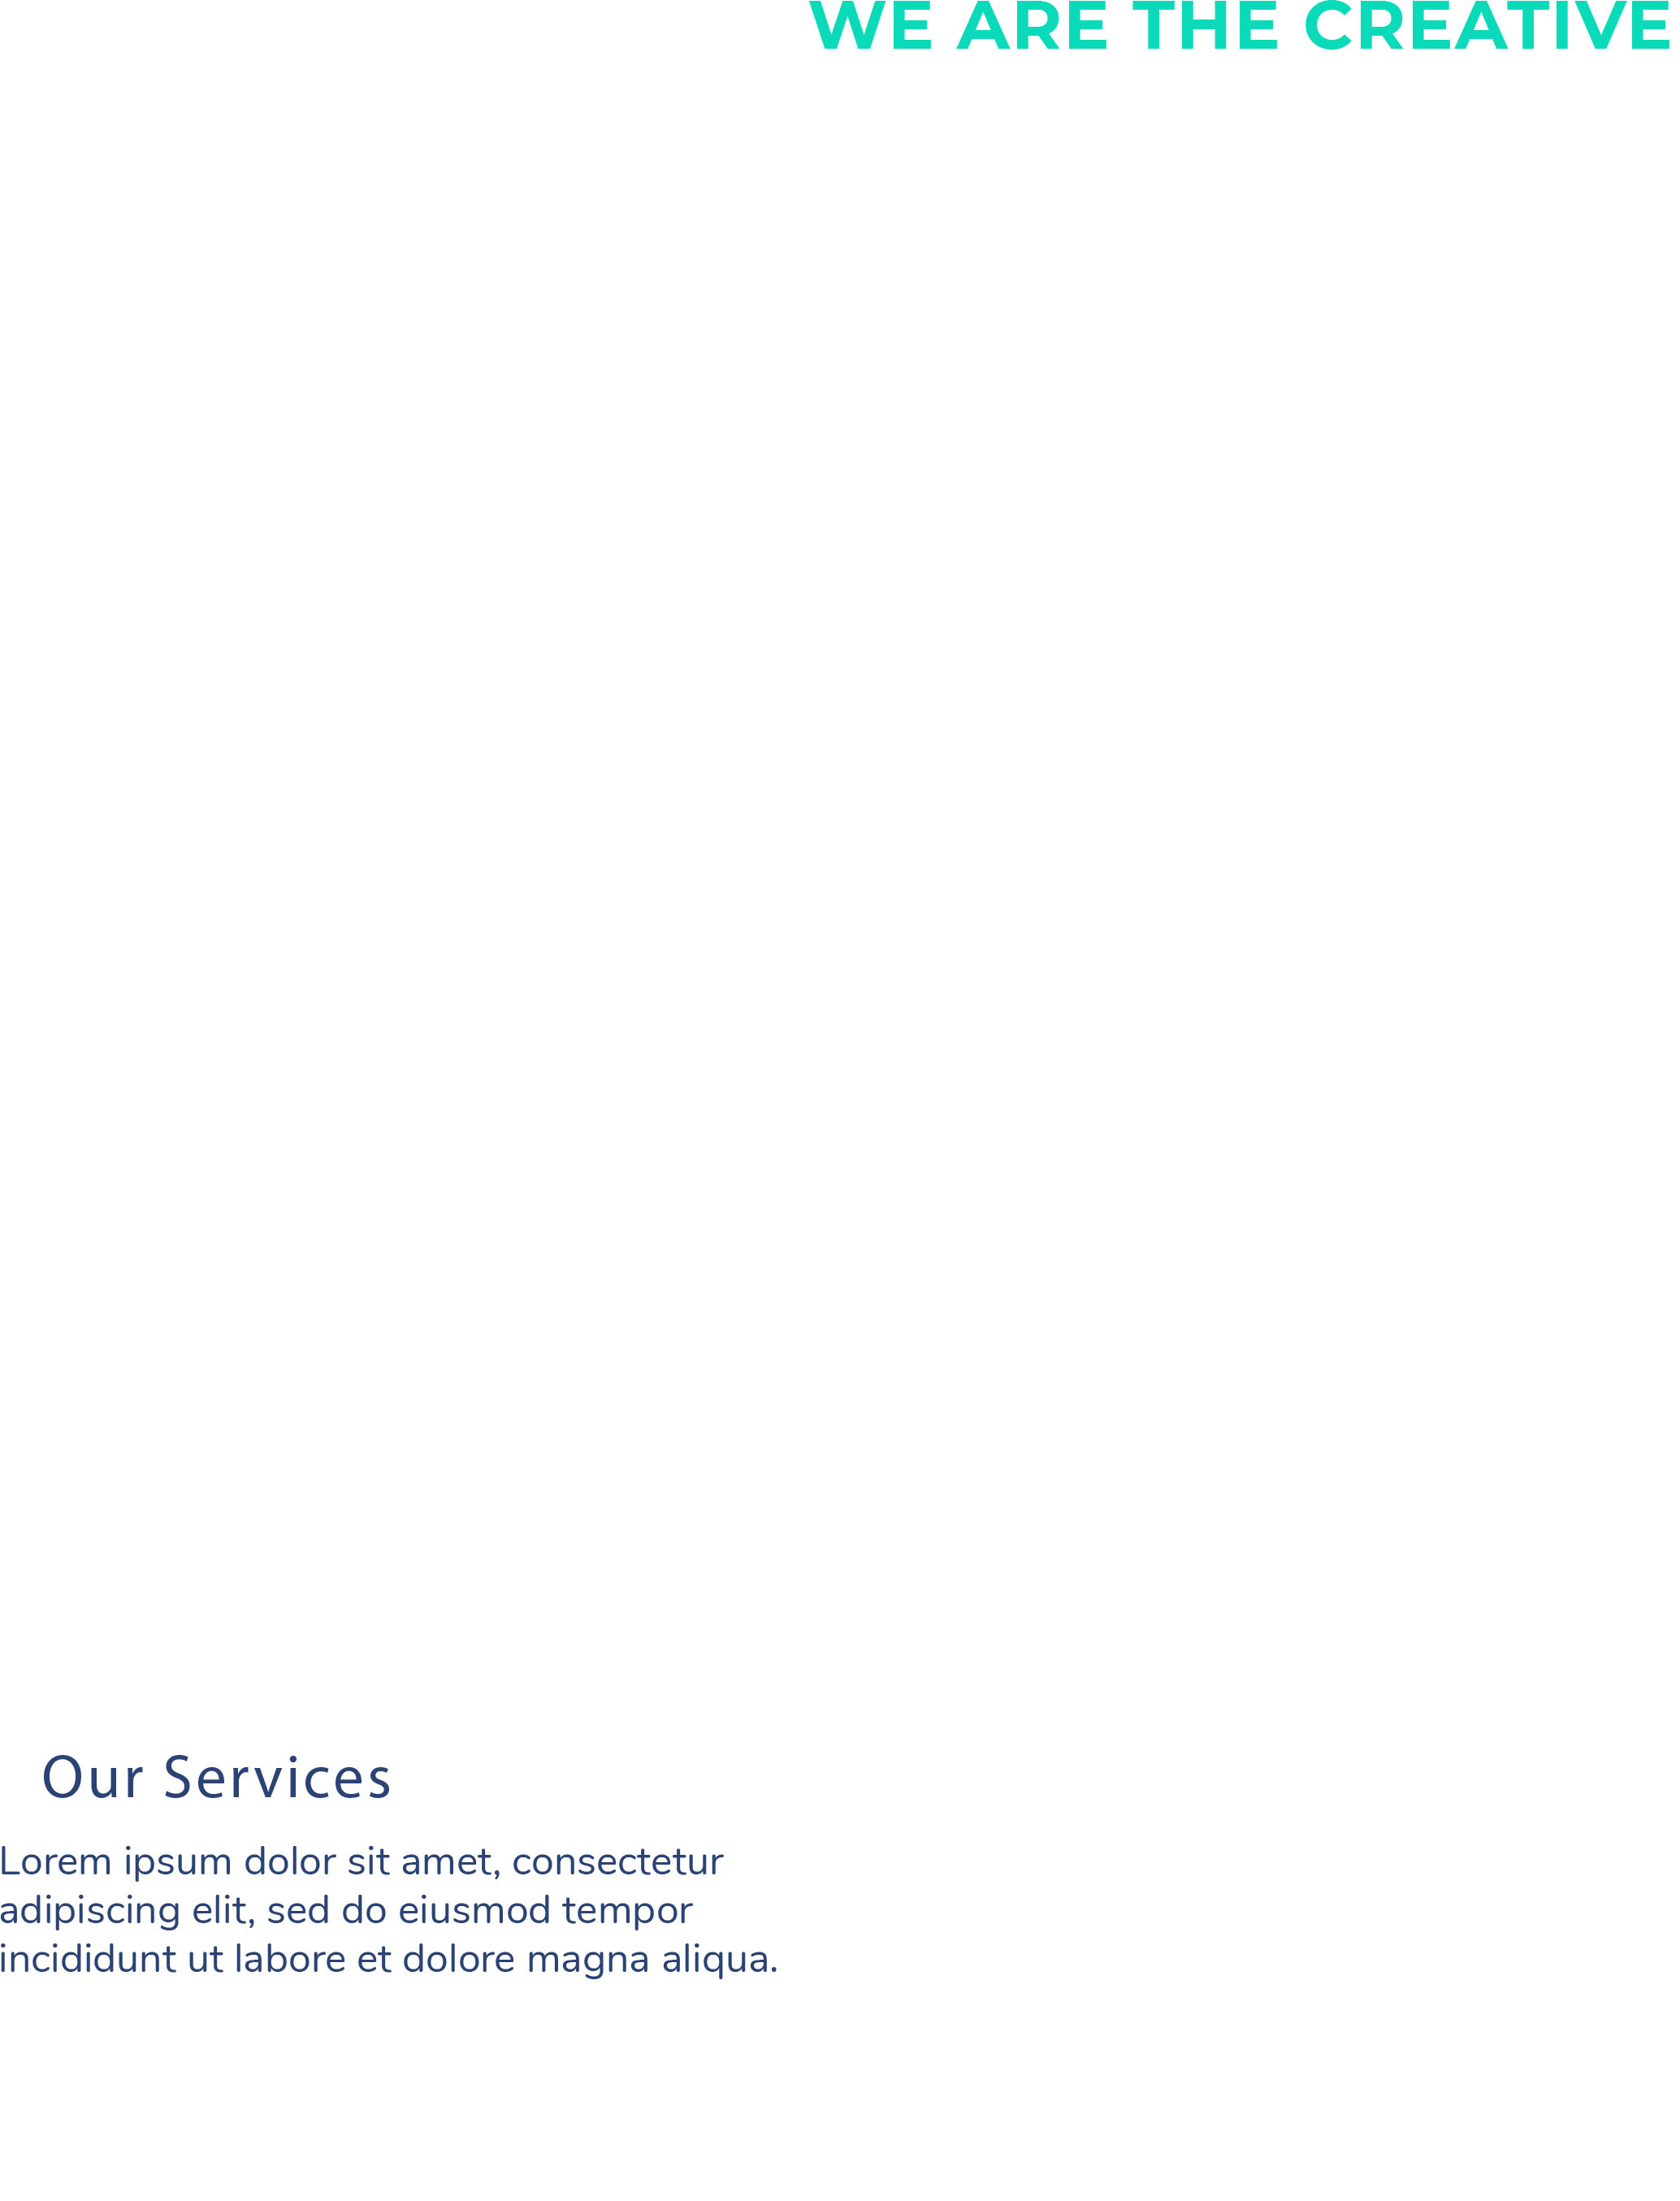 WE ARE THE CREATIVE
Our Services
Lorem ipsum dolor sit amet, consectetur
adipiscing elit, sed do eiusmod tempor
incididunt ut labore et dolore magna aliqua.